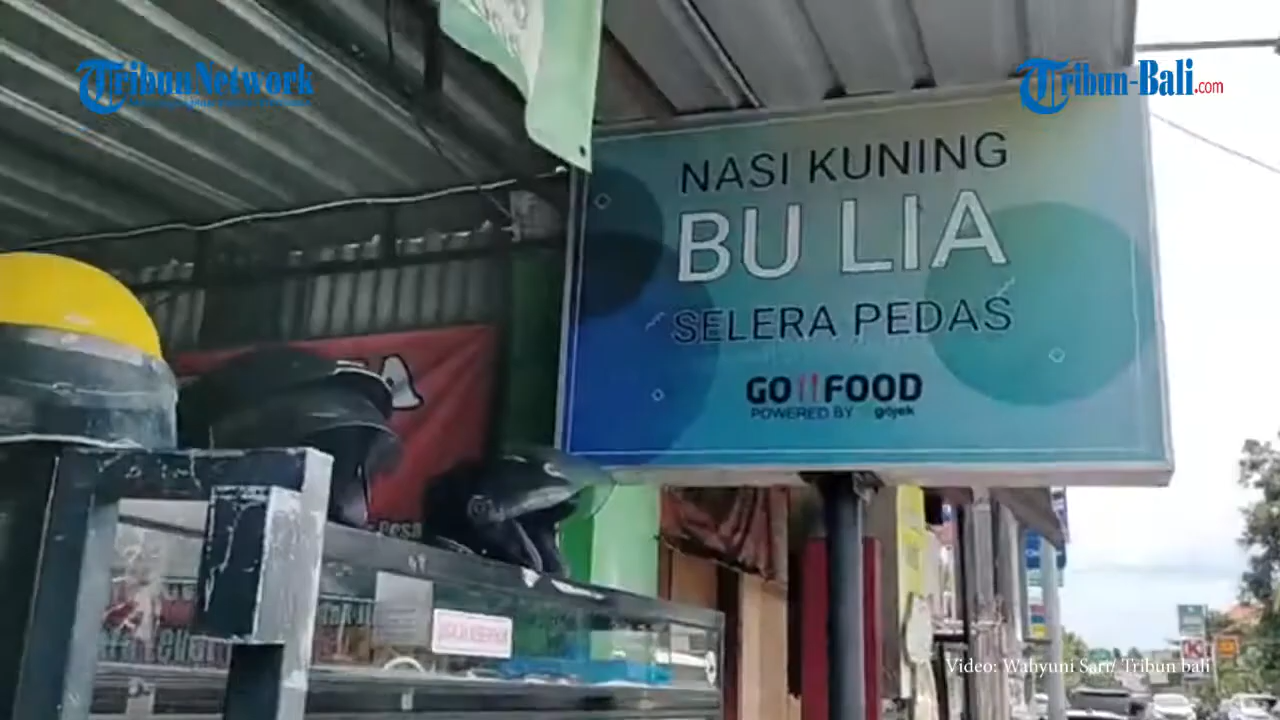 TribunNetwork
Tribun-Bali.com
NASI KUNING
BU LIA
SELERA PEDAS
GO FOOD
POWERED BY gojek
Video: Wahyuni Sari/ Tribun bali